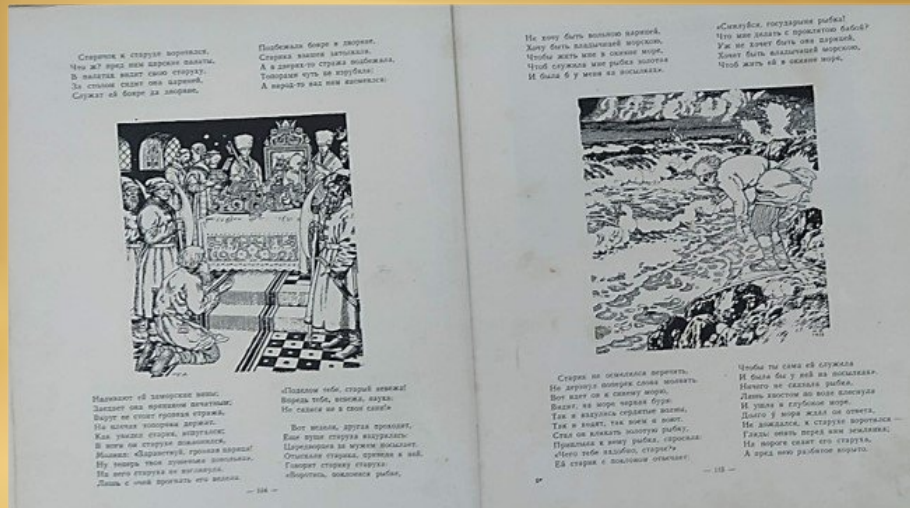 Старичок к старухе воротился.
Что ж? пред ним царские палаты,
В палатах видит свою старуху,
За столом сидит она царицей,
Служат ей бояре да дворяне,
Наливают ей заморские вины;
Заедает она пряником печатным;
Вкруг ее стоит грозная стража,
На плечах топорики держат.
Как увидел старик, испугался!
В ноги он старухе поклонился,
Молвил: «Здравствуй, грозная царица!
Ну теперь твоя душенька довольна».
На него старуха не взглянула,
Лишь с очей прогнать его велела.
Подбежали бояре и дворяне,
Старика взашеи затолкали.
А в дверях-то стража подбежала,
Топорами чуть не изрубила;
А народ-то над ним насмеялся:
«Поделом тебе, старый невежа!
Впредь тебе, невежа, наука:
Не садися не в свои сани!»
Вот неделя, другая проходит,
Еще пуще старуха вздурилась:
Царедворцев за мужем посылает.
Отыскали старика, привели к ней.
Говорит старику старуха:
«Воротись, поклонися рыбке,
— 104 —
Не хочу быть вольною царицей,
Хочу быть владычицей морскою,
Чтобы жить мне в окияне море,
Чтоб служила мне рыбка золотая
И была б у меня на посылках».
Старик не осмелился перечить,
Не дерзнул поперек слова молвить.
Вот идет он к синему морю,
Видит, на море черная буря:
Так и вздулись сердитые волны,
Так и ходят, так воем и воют.
Стал он кликать золотую рыбку,
Приплыла к нему рыбка, спросила:
«Чего тебе надобно, старче?»
Ей старик с поклоном отвечает:
«Смилуйся, государыня рыбка!
Что мне делать с проклятою бабой?
Уж не хочет быть она царицей,
Хочет быть владычицей морскою,
Чтоб жить ей в окияне море,
Чтобы ты сама ей служила
И была бы у ней на посылках».
Ничего не сказала рыбка,
Лишь хвостом по воде плеснула
И ушла в глубокое море.
Долго у моря ждал он ответа,
Не дождался, к старухе воротился —
Глядь: опять перед ним землянка;
На пороге сидит его старуха,
А пред нею разбитое корыто.